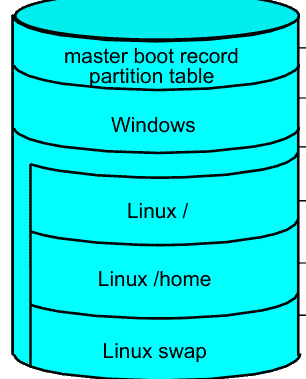 master boot record
partition table
Windows
Linux /
Linux /home
Linux swap